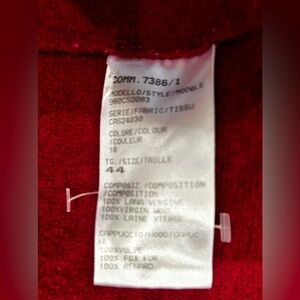 COMM. 7386/1
MODELLO/STYLE/MODELE
980CS0083
SERIE/FABRIC/TISSU
CAS24030
COLORE/COLOUR
/COULEUR
18
TG./SIZE/TAILLE
44
COMPOSIZ./COMPOSITION/
COMPOSITION
100% LANA VERGINE
100%VIRGIN WOOL
100% LAINE VIERGE
CAPPUCCIO/HOOD/CAPUC
100%VOLPE
100% FOX FUR
100% RENARD